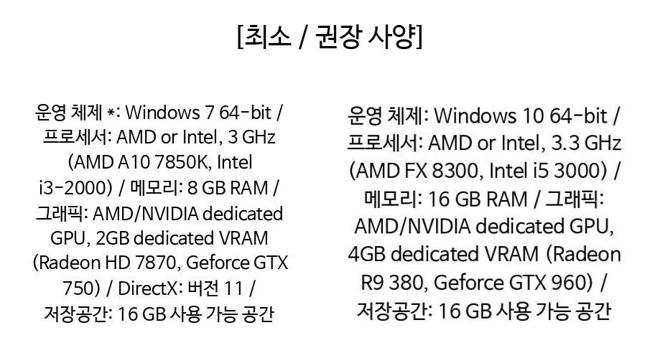 [최소 / 권장 사양]
운영 체제 *: Windows 7 64-bit /
프로세서: AMD or Intel, 3 GHz
(AMD A10 7850K, Intel
i3-2000) / 메모리: 8 GB RAM /
그래픽: AMD/NVIDIA dedicated
GPU, 2GB dedicated VRAM
(Radeon HD 7870, Geforce GTX
750) / DirectX: 버전 11 /
저장공간: 16 GB 사용 가능 공간
운영 체제: Windows 10 64-bit /
프로세서: AMD or Intel, 3.3 GHz
(AMD FX 8300, Intel i5 3000) /
메모리: 16 GB RAM / 그래픽:
AMD/NVIDIA dedicated GPU,
4GB dedicated VRAM (Radeon
R9 380, Geforce GTX 960) /
저장공간: 16 GB 사용 가능 공간